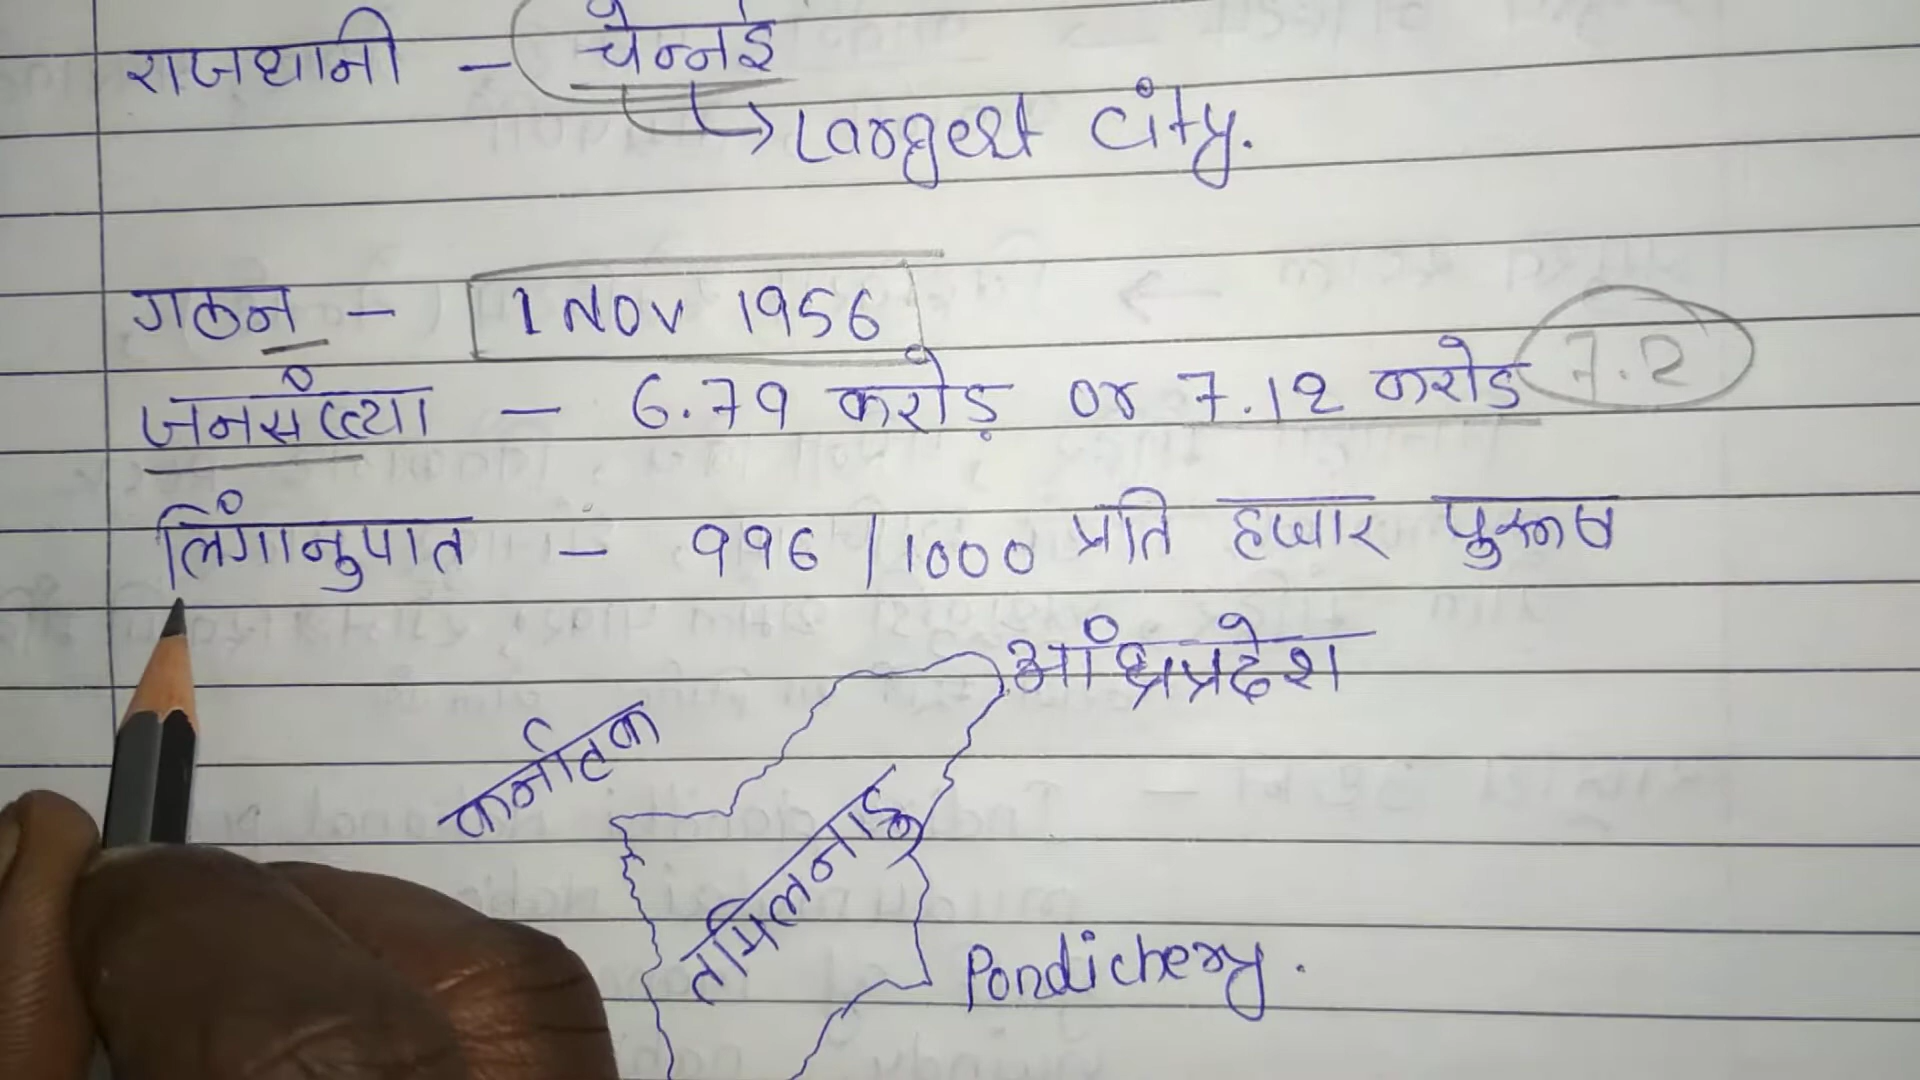 राजधानी - चेन्नई
→ Largest City.
गठन - 1 Nov 1956
जनसंख्या - 6.79 करोड़ or 7.12 करोड़ 7.2
लिंगानुपात - 996 / 1000 प्रति हजार पुरूष
आंध्रप्रदेश
कर्नाटक
तमिलनाडु
Pondichery.